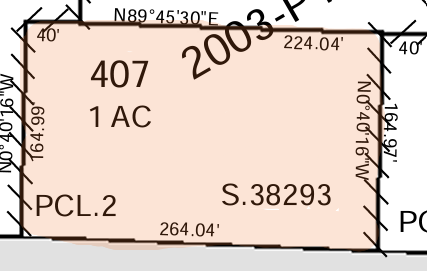 N89°45'30"E
40'
2003-P
224.04'
40'
407
1 AC
N0°40'16"W
164.99
N0°40'16"W
164.97'
PCL.2
S.38293
264.04'